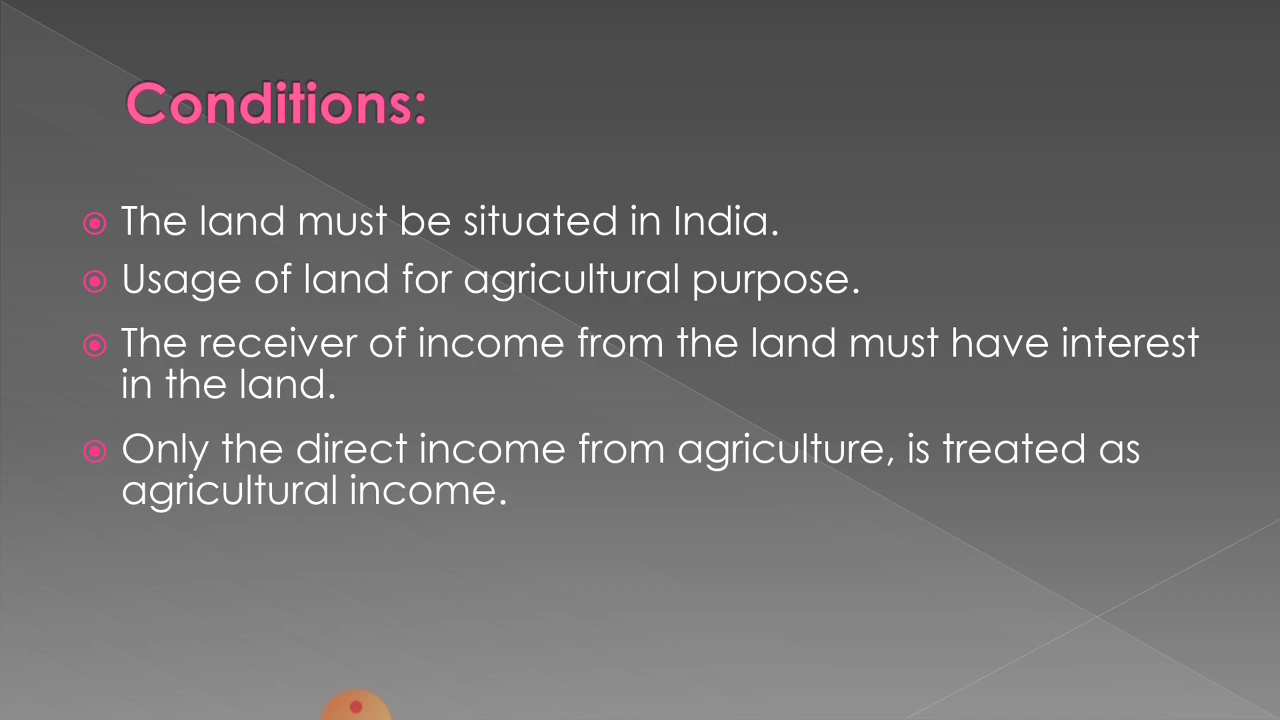 Conditions:
The land must be situated in India.
Usage of land for agricultural purpose.
The receiver of income from the land must have interest
in the land.
Only the direct income from agriculture, is treated as
agricultural income.